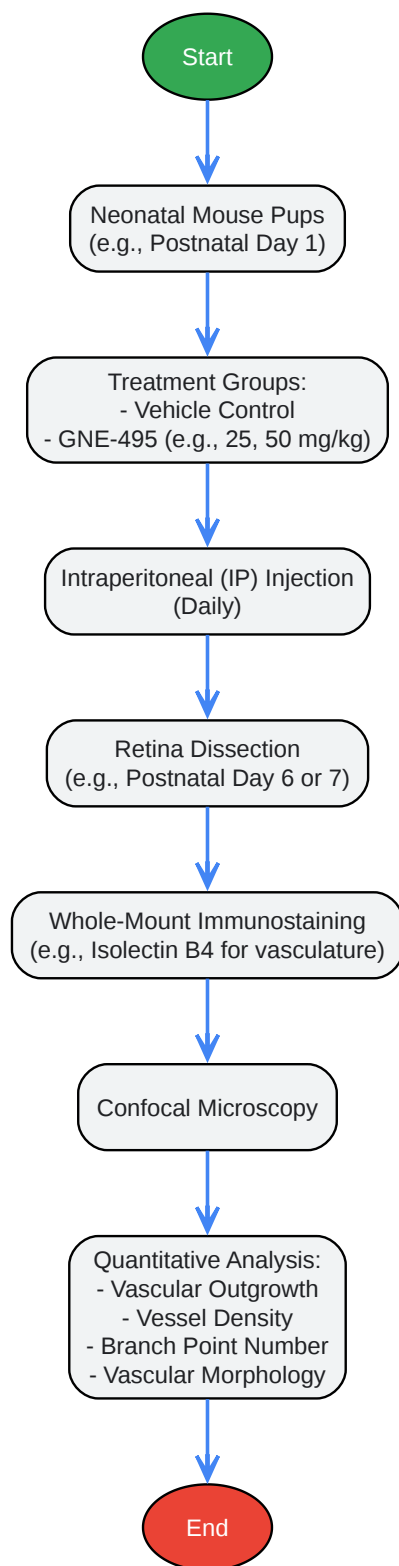 Start
Neonatal Mouse Pups
(e.g., Postnatal Day 1)
Treatment Groups:
- Vehicle Control
- GNE-495 (e.g., 25, 50 mg/kg)
Intraperitoneal (IP) Injection
(Daily)
Retina Dissection
(e.g., Postnatal Day 6 or 7)
Whole-Mount Immunostaining
(e.g., Isolectin B4 for vasculature)
Confocal Microscopy
Quantitative Analysis:
- Vascular Outgrowth
- Vessel Density
- Branch Point Number
- Vascular Morphology
End